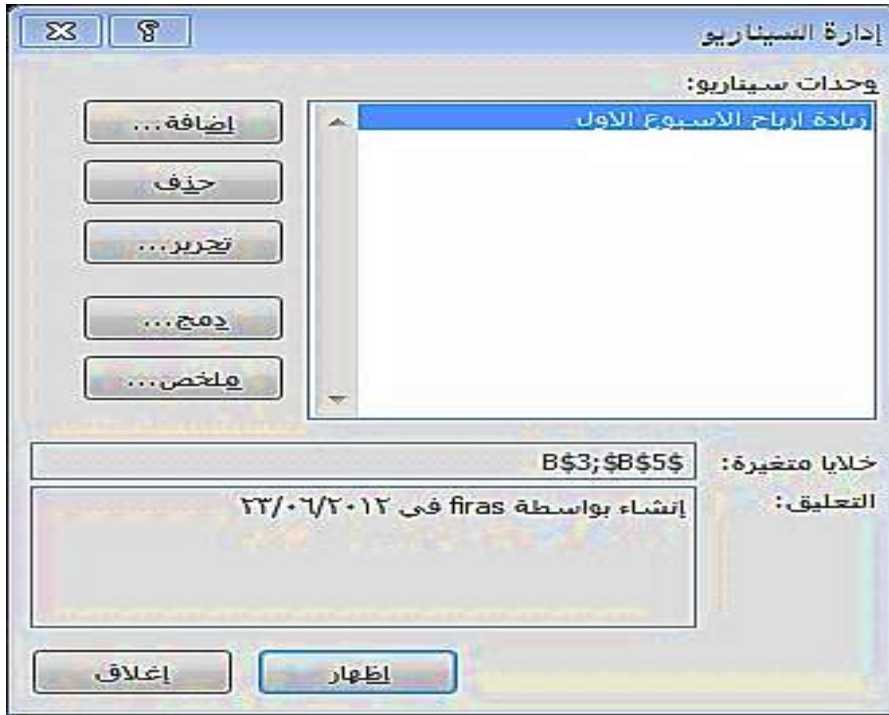 إدارة السيناريو
وحدات سيناريو:
زيادة ارباح الاسبوع الاول
إضافة...
حذف
تحرير...
دمج...
ملخص...
خلايا متغيرة:
B$3;$B$5$
التعليق:
إنشاء بواسطة firas في ٢٣/٠٦/٢٠١٢
إظهار
إغلاق